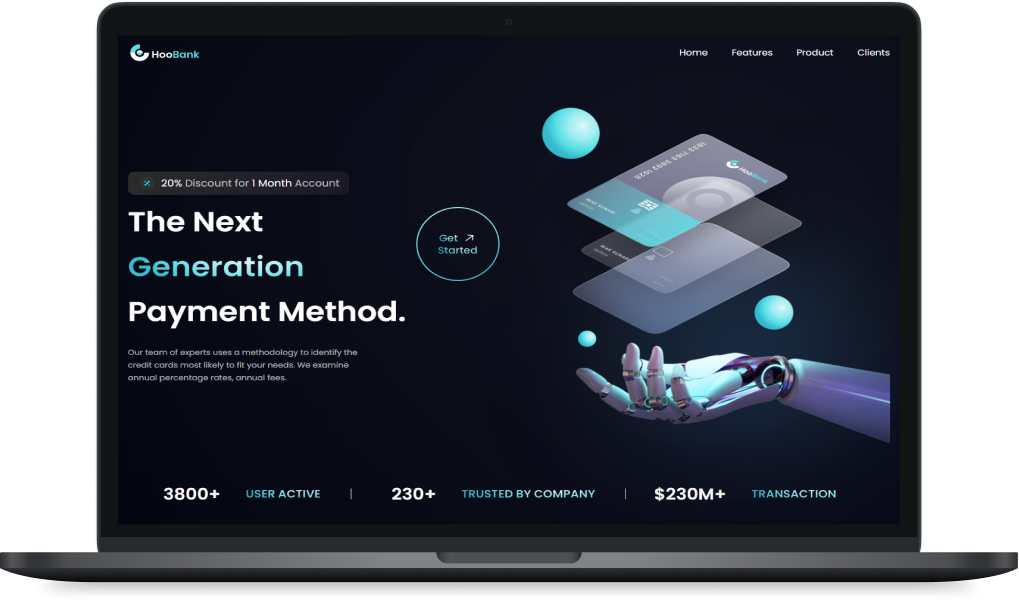 HooBank
Home Features Product Clients
20% Discount for 1 Month Account
The Next
Generation
Payment Method.
Get
Started
Our team of experts uses a methodology to identify the
credit cards most likely to fit your needs. We examine
annual percentage rates, annual fees.
HooBank
3800+ USER ACTIVE | 230+ TRUSTED BY COMPANY | $230M+ TRANSACTION